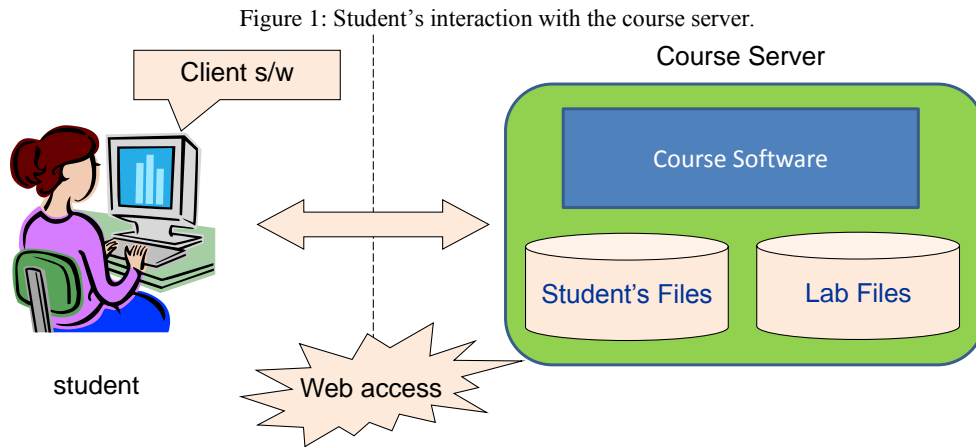 Figure 1: Student’s interaction with the course server.
Client s/w
Course Server
Course Software
Student’s Files
Lab Files
student
Web access